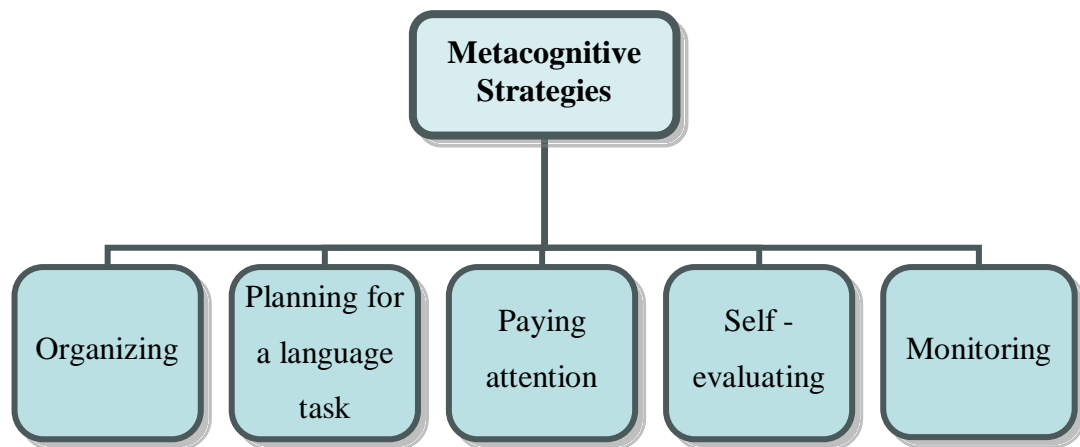 Metacognitive
Strategies
Organizing
Planning for
a language
task
Paying
attention
Self -
evaluating
Monitoring